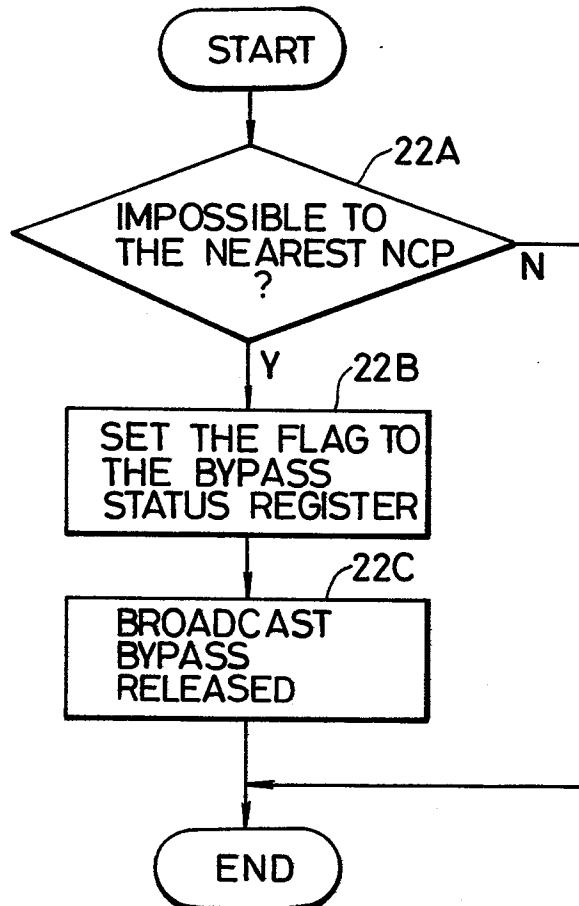 START
22A
IMPOSSIBLE TO
THE NEAREST NCP
?
N
Y
22B
SET THE FLAG TO
THE BYPASS
STATUS REGISTER
22C
BROADCAST
BYPASS
RELEASED
END